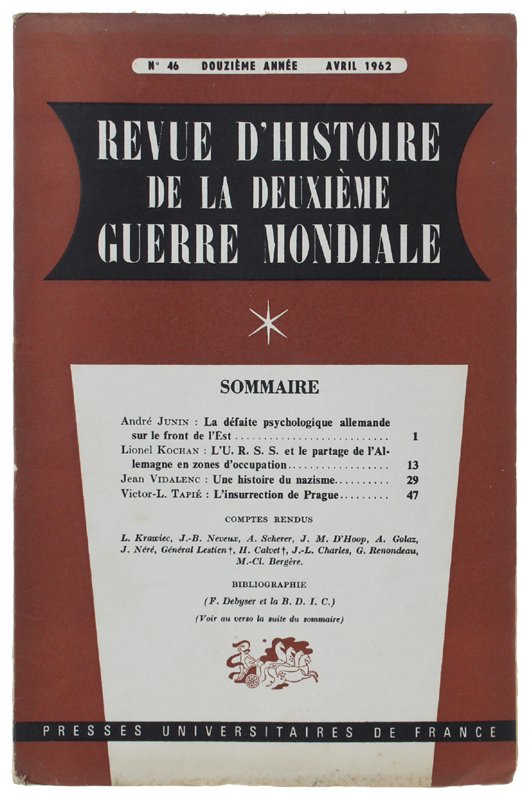 N° 46 DOUZIÈME ANNÉE AVRIL 1962
REVUE D'HISTOIRE
DE LA DEUXIÈME
GUERRE MONDIALE
SOMMAIRE
André JUNIN : La défaite psychologique allemande
sur le front de l'Est........................... 1
Lionel KOCHAN : L'U. R. S. S. et le partage de l'Al-
lemagne en zones d'occupation.................. 13
Jean VIDALENC : Une histoire du nazisme.......... 29
Victor-L. TAPIÉ : L'insurrection de Prague......... 47
COMPTES RENDUS
L. Krawiec, J.-B. Neveux, A. Scherer, J. M. D'Hoop, A. Golaz,
J. Néré, Général Lestien †, H. Calvet †, J.-L. Charles, G. Renondeau,
M.-Cl. Bergère.
BIBLIOGRAPHIE
(F. Debyser et la B. D. I. C.)
(Voir au verso la suite du sommaire)
PRESSES UNIVERSITAIRES DE FRANCE